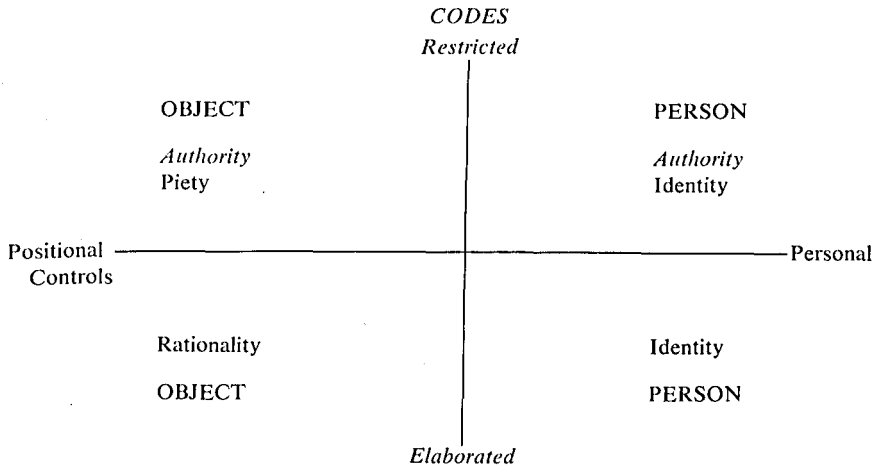 CODES
Restricted
OBJECT PERSON
Authority Authority
Piety Identity
Positional Personal
Controls
Rationality Identity
OBJECT PERSON
Elaborated